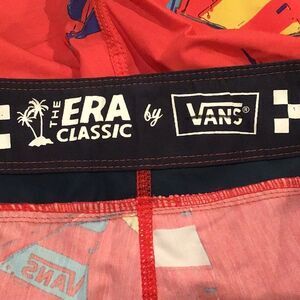 THE ERA CLASSIC by VANS®
VANS